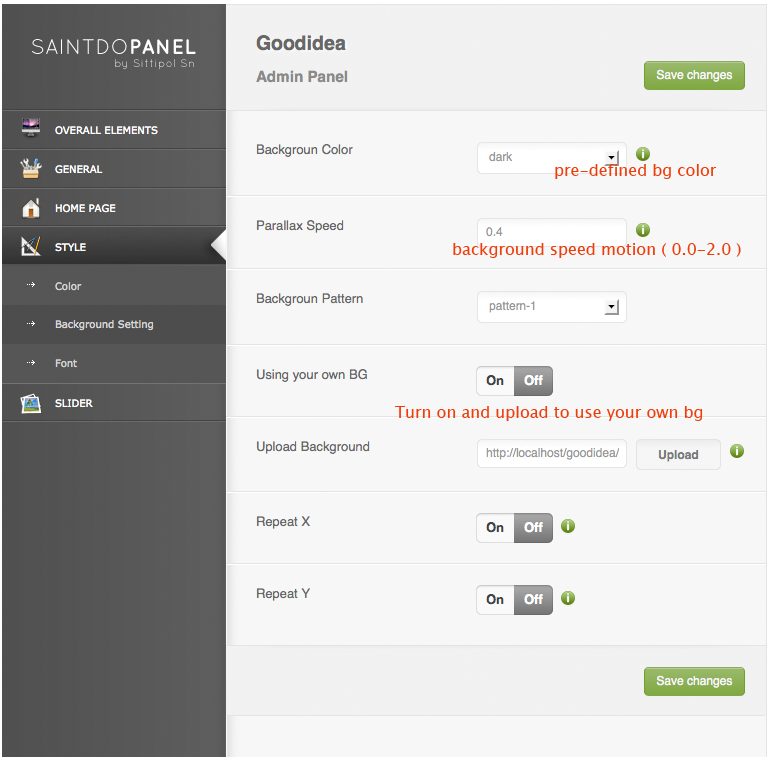 SAINTDOPANEL
by Sittipol Sn
OVERALL ELEMENTS
GENERAL
HOME PAGE
STYLE
Color
Background Setting
Font
SLIDER
Goodidea
Admin Panel
Save changes
Backgroun Color
dark
pre-defined bg color
Parallax Speed
0.4
background speed motion ( 0.0-2.0 )
Backgroun Pattern
pattern-1
Using your own BG
On Off
Turn on and upload to use your own bg
Upload Background
http://localhost/goodidea/
Upload
Repeat X
On Off
Repeat Y
On Off
Save changes